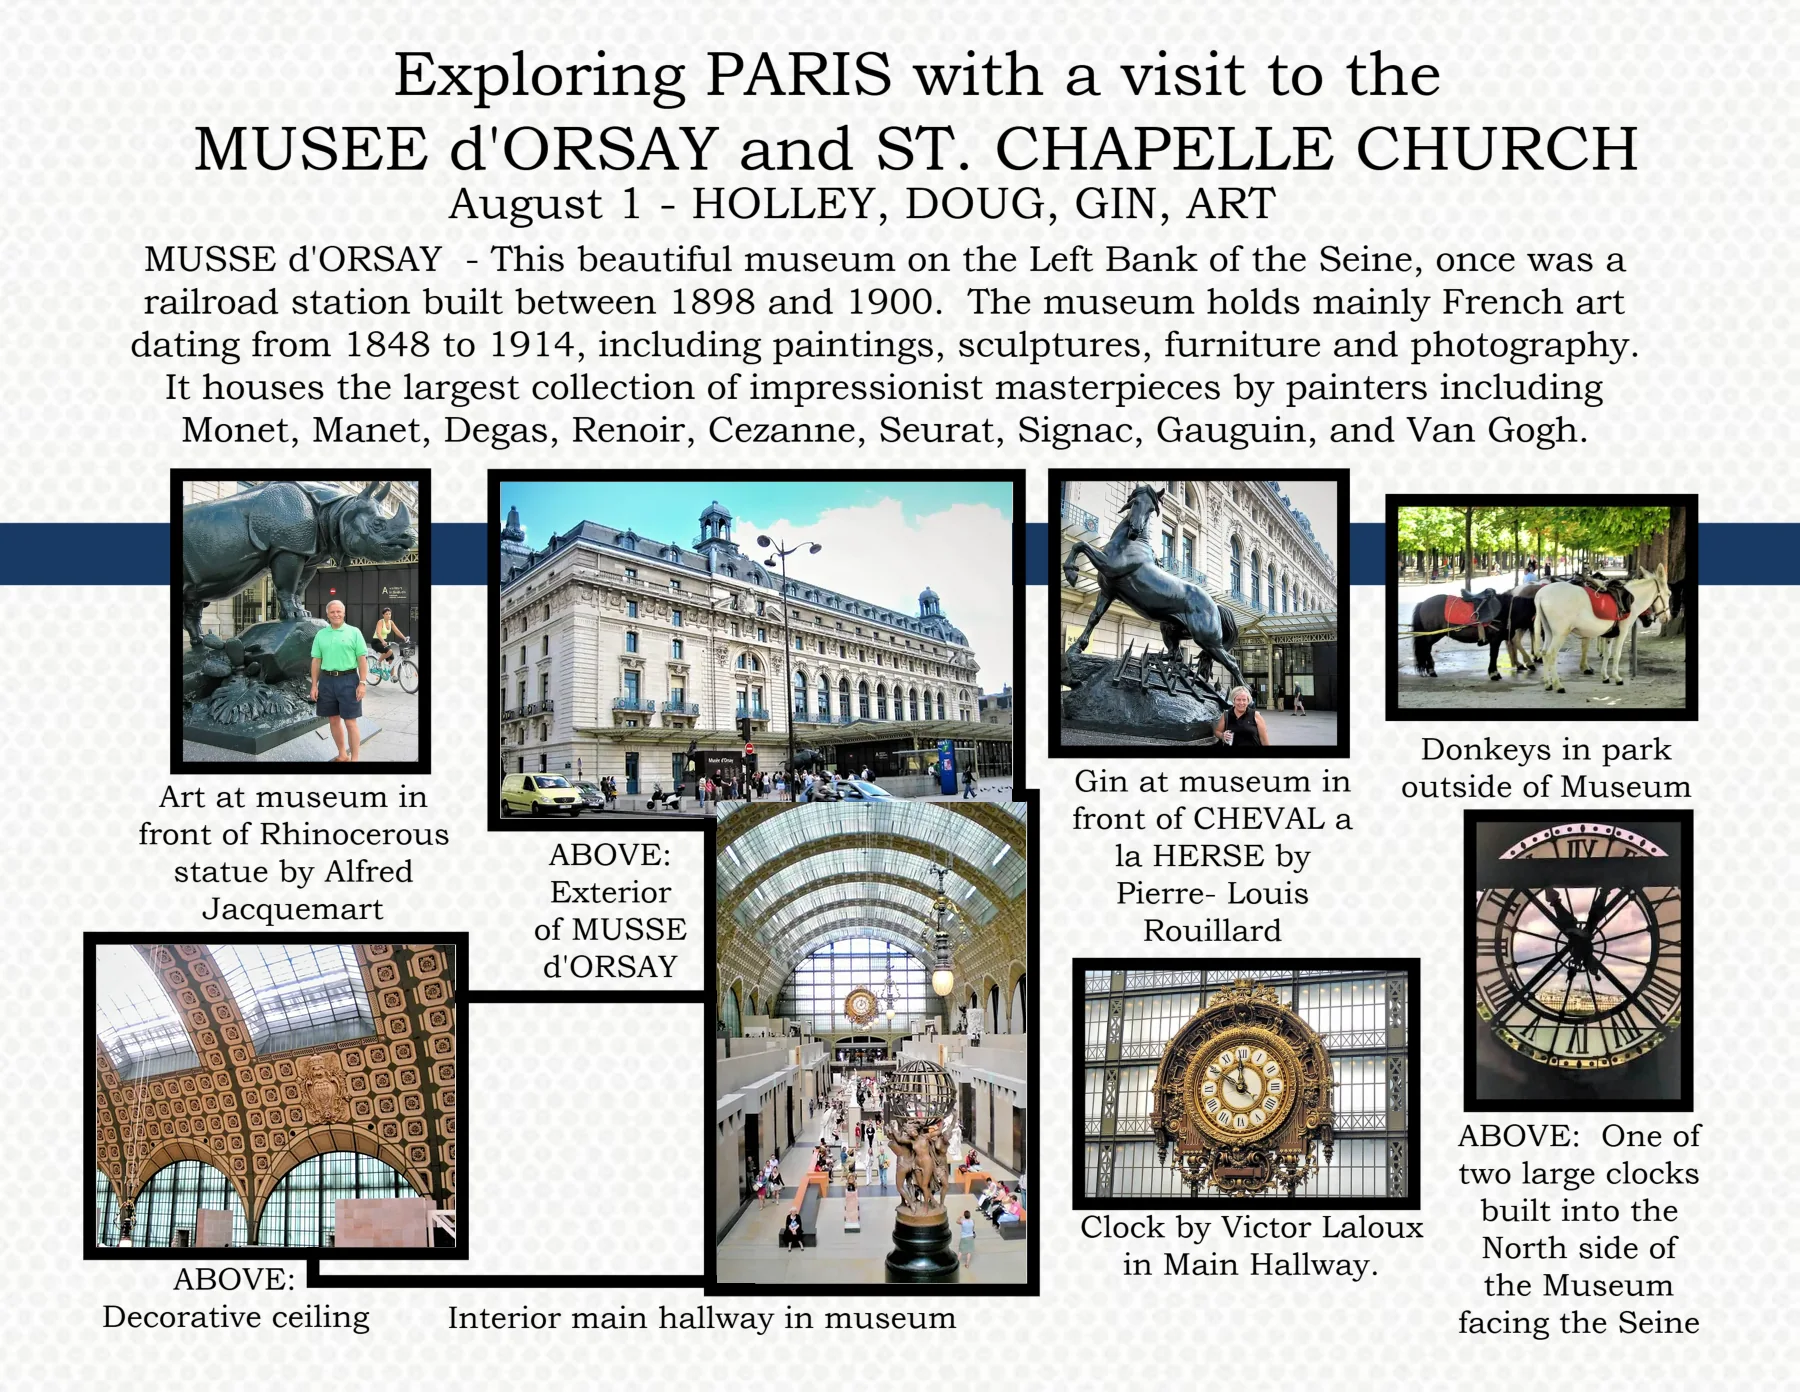 Exploring PARIS with a visit to the
MUSEE d'ORSAY and ST. CHAPELLE CHURCH
August 1 - HOLLEY, DOUG, GIN, ART
MUSSE d'ORSAY - This beautiful museum on the Left Bank of the Seine, once was a
railroad station built between 1898 and 1900. The museum holds mainly French art
dating from 1848 to 1914, including paintings, sculptures, furniture and photography.
It houses the largest collection of impressionist masterpieces by painters including
Monet, Manet, Degas, Renoir, Cezanne, Seurat, Signac, Gauguin, and Van Gogh.
A
Musée d'Orsay
Art at museum in
front of Rhinocerous
statue by Alfred
Jacquemart
ABOVE:
Exterior
of MUSSE
d'ORSAY
Gin at museum in
front of CHEVAL a
la HERSE by
Pierre- Louis
Rouillard
Donkeys in park
outside of Museum
ABOVE:
Decorative ceiling
Interior main hallway in museum
Clock by Victor Laloux
in Main Hallway.
ABOVE: One of
two large clocks
built into the
North side of
the Museum
facing the Seine